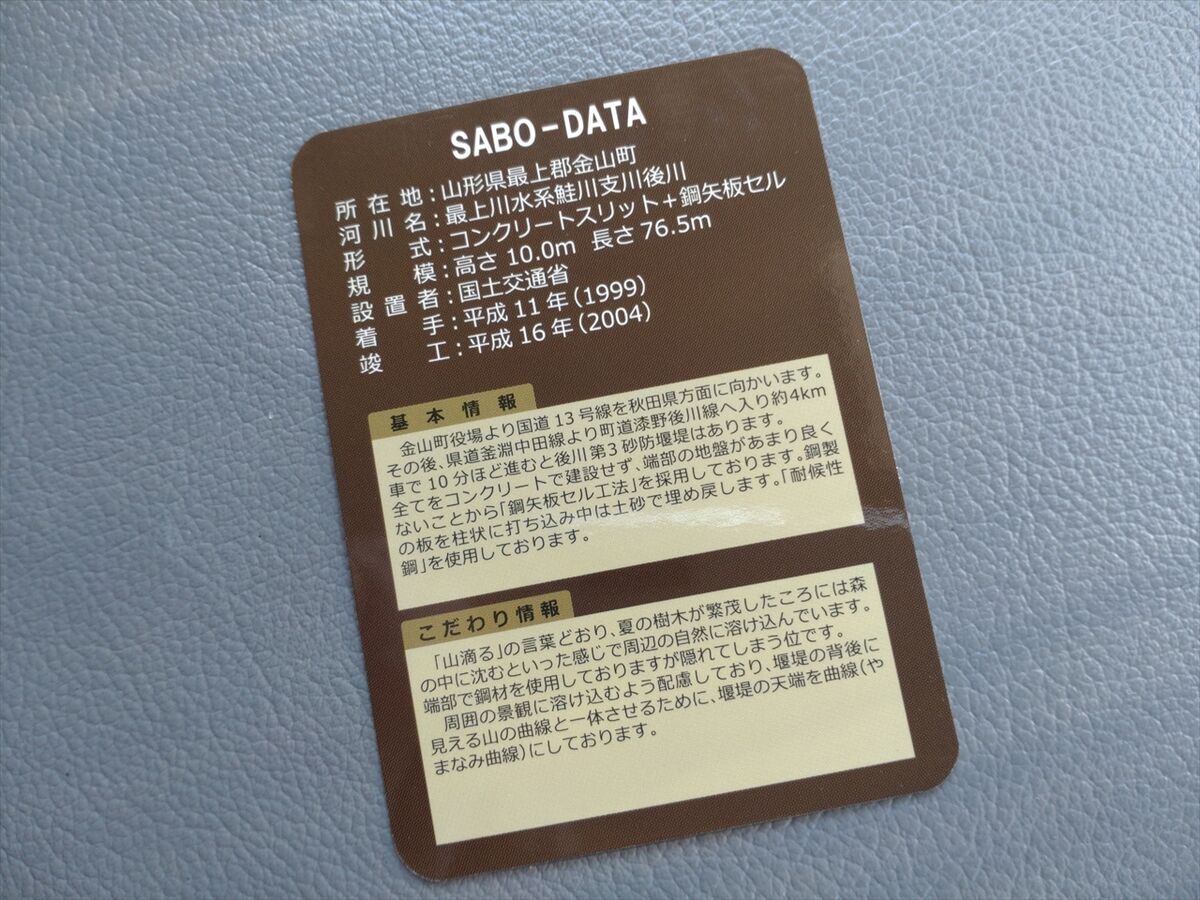 SABO-DATA
所在地：山形県最上郡金山町
河川名：最上川水系鮭川支川後川
形式：コンクリートスリット＋鋼矢板セル
規模：高さ 10.0m 長さ 76.5m
設置者：国土交通省
着手：平成 11 年（1999）
竣工：平成 16 年（2004）
基本情報
金山町役場より国道 13 号線を秋田県方面に向かいます。
その後、県道釜淵中田線より町道漆野後川線へ入り約4km
車で 10 分ほど進むと後川第3砂防堰堤はあります。
全てをコンクリートで建設せず、端部の地盤があまり良く
ないことから「鋼矢板セル工法」を採用しております。鋼製
の板を柱状に打ち込み中は土砂で埋め戻します。「耐候性
鋼」を使用しております。
こだわり情報
「山滴る」の言葉どおり、夏の樹木が繁茂したころには森
の中に沈むといった感じで周辺の自然に溶け込んでいます。
端部で鋼材を使用しておりますが隠れてしまう位です。
周囲の景観に溶け込むよう配慮しており、堰堤の背後に
見える山の曲線と一体させるために、堰堤の天端を曲線（や
まなみ曲線）にしております。